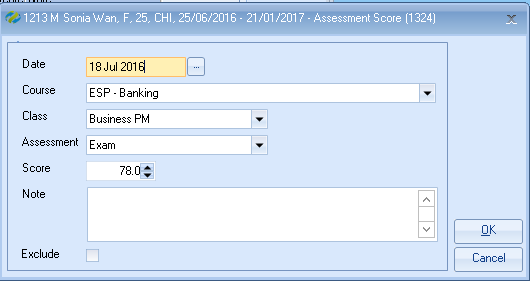 1213 M Sonia Wan, F, 25, CHI, 25/06/2016 - 21/01/2017 - Assessment Score (1324)
Date 18 Jul 2016 ...
Course ESP - Banking
Class Business PM
Assessment Exam
Score 78.0
Note
Exclude
OK
Cancel